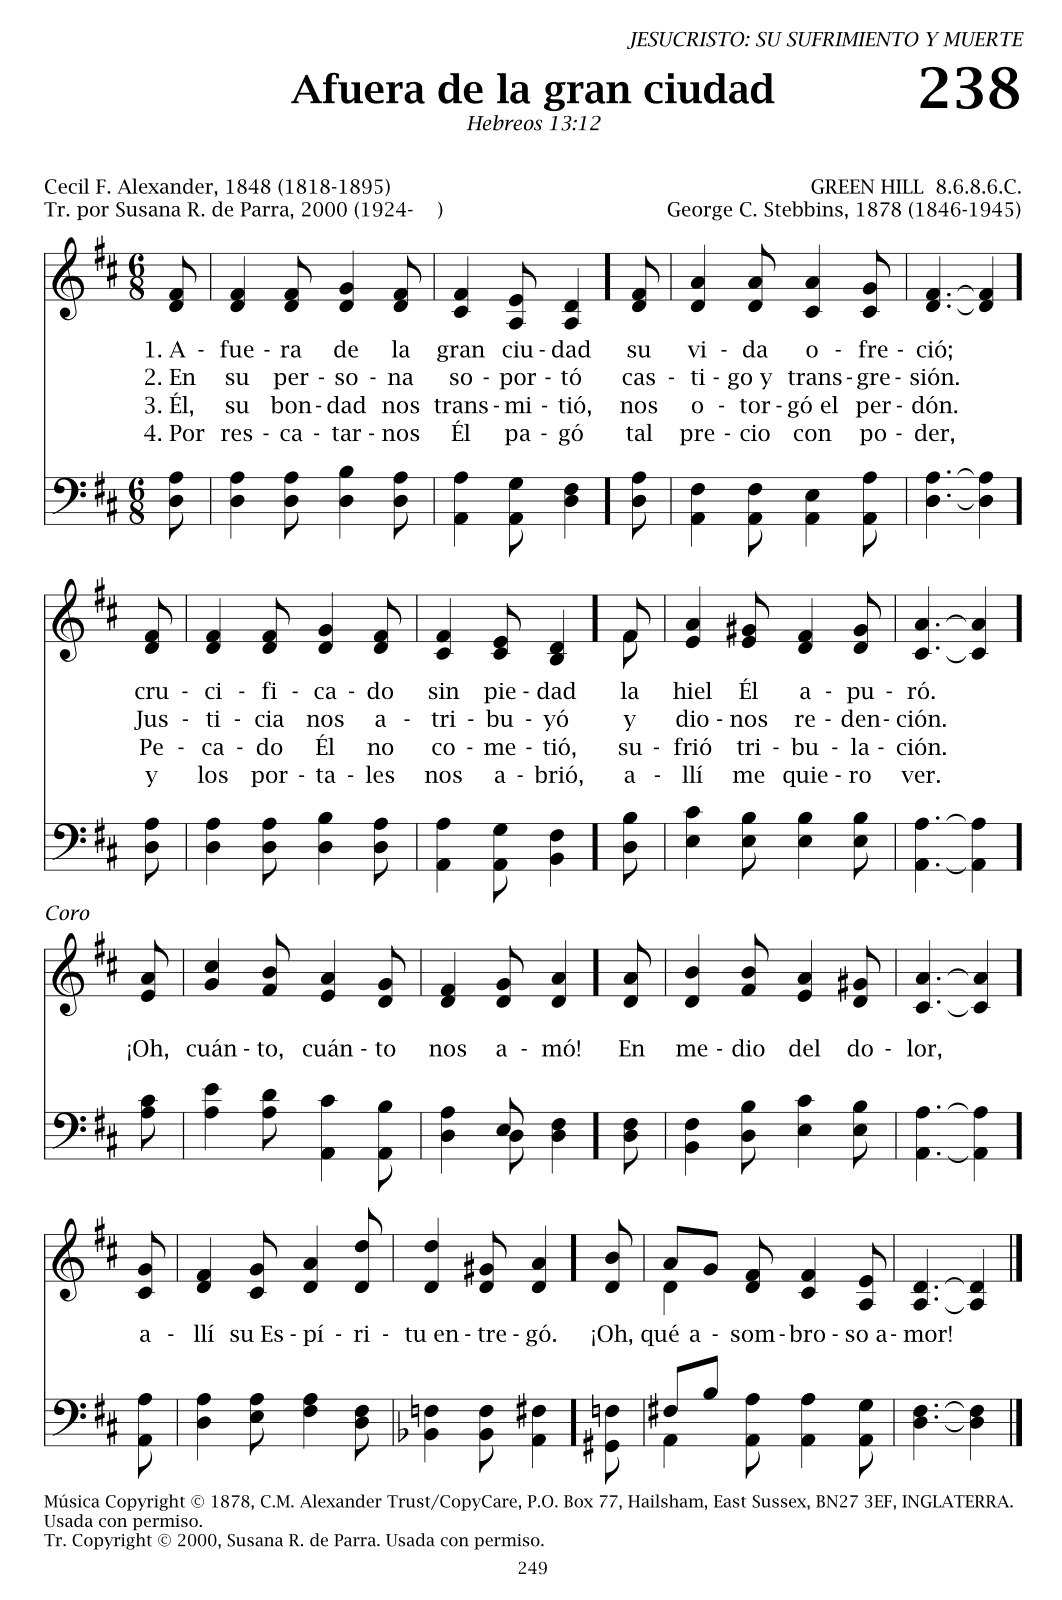 JESUCRISTO: SU SUFRIMIENTO Y MUERTE
Afuera de la gran ciudad 238
Hebreos 13:12
Cecil F. Alexander, 1848 (1818-1895) GREEN HILL 8.6.8.6.C.
Tr. por Susana R. de Parra, 2000 (1924- ) George C. Stebbins, 1878 (1846-1945)
6
8
1. A - fue - ra de la gran ciu - dad su vi - da o - fre - ció;
2. En su per - so - na so - por - tó cas - ti - go y trans - gre - sión.
3. Él, su bon - dad nos trans - mi - tió, nos o - tor - gó el per - dón.
4. Por res - ca - tar - nos Él pa - gó tal pre - cio con po - der,
6
8
cru - ci - fi - ca - do sin pie - dad la hiel Él a - pu - ró.
Jus - ti - cia nos a - tri - bu - yó y dio - nos re - den - ción.
Pe - ca - do Él no co - me - tió, su - frió tri - bu - la - ción.
y los por - ta - les nos a - brió, a - llí me quie - ro ver.
Coro
¡Oh, cuán - to, cuán - to nos a - mó! En me - dio del do - lor,
a - llí su Es - pí - ri - tu en - tre - gó. ¡Oh, qué a - som - bro - so a - mor!
Música Copyright © 1878, C.M. Alexander Trust/CopyCare, P.O. Box 77, Hailsham, East Sussex, BN27 3EF, INGLATERRA.
Usada con permiso.
Tr. Copyright © 2000, Susana R. de Parra. Usada con permiso.
249